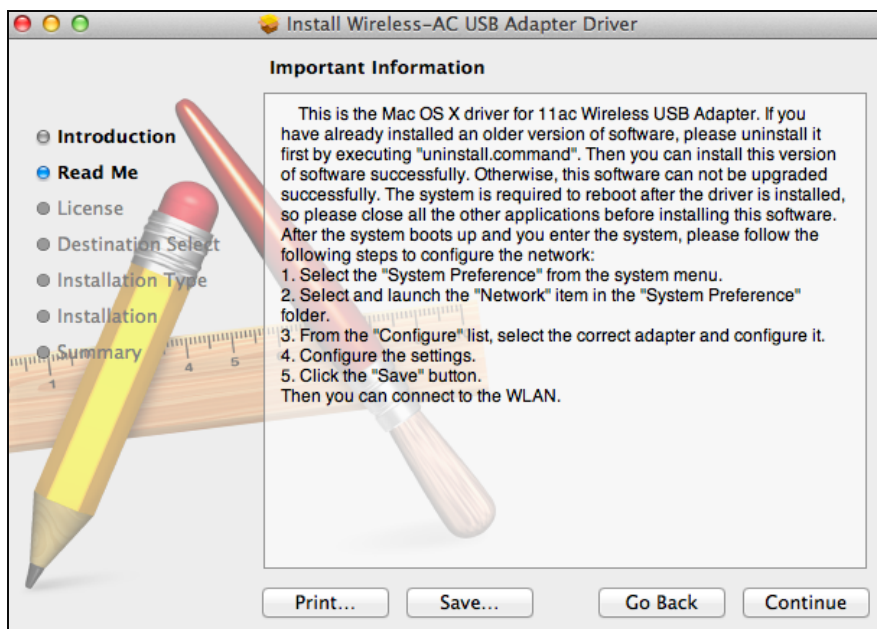 Install Wireless-AC USB Adapter Driver
Important Information
Introduction
Read Me
License
Destination Select
Installation Type
Installation
Summary
1
4
5
This is the Mac OS X driver for 11ac Wireless USB Adapter. If you
have already installed an older version of software, please uninstall it
first by executing "uninstall.command". Then you can install this version
of software successfully. Otherwise, this software can not be upgraded
successfully. The system is required to reboot after the driver is installed,
so please close all the other applications before installing this software.
After the system boots up and you enter the system, please follow the
following steps to configure the network:
1. Select the "System Preference" from the system menu.
2. Select and launch the "Network" item in the "System Preference"
folder.
3. From the "Configure" list, select the correct adapter and configure it.
4. Configure the settings.
5. Click the "Save" button.
Then you can connect to the WLAN.
Print...
Save...
Go Back
Continue